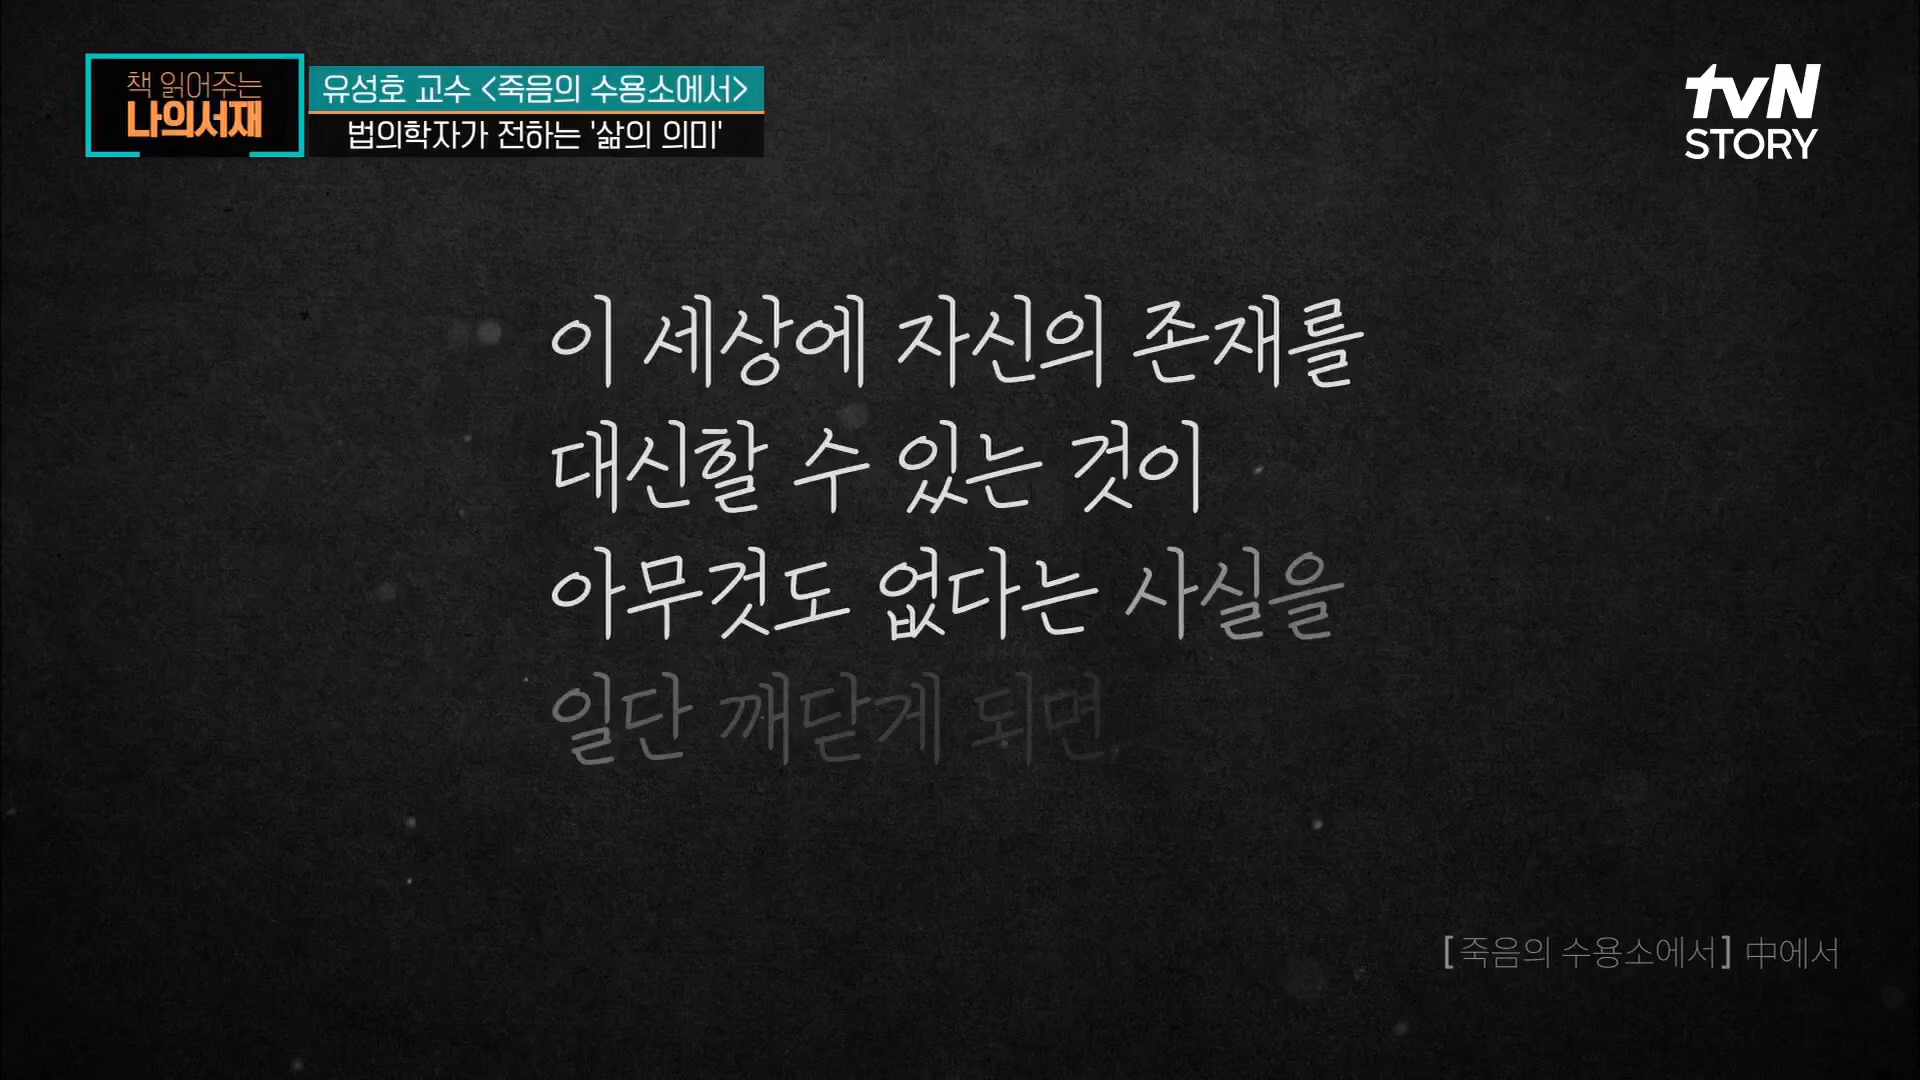 책 읽어주는
나의서재
유성호 교수 <죽음의 수용소에서>
법의학자가 전하는 '삶의 의미'
tvN
STORY
이 세상에 자신의 존재를
대신할 수 있는 것이
아무것도 없다는 사실을
일단 깨닫게 되면,
[죽음의 수용소에서] 中에서